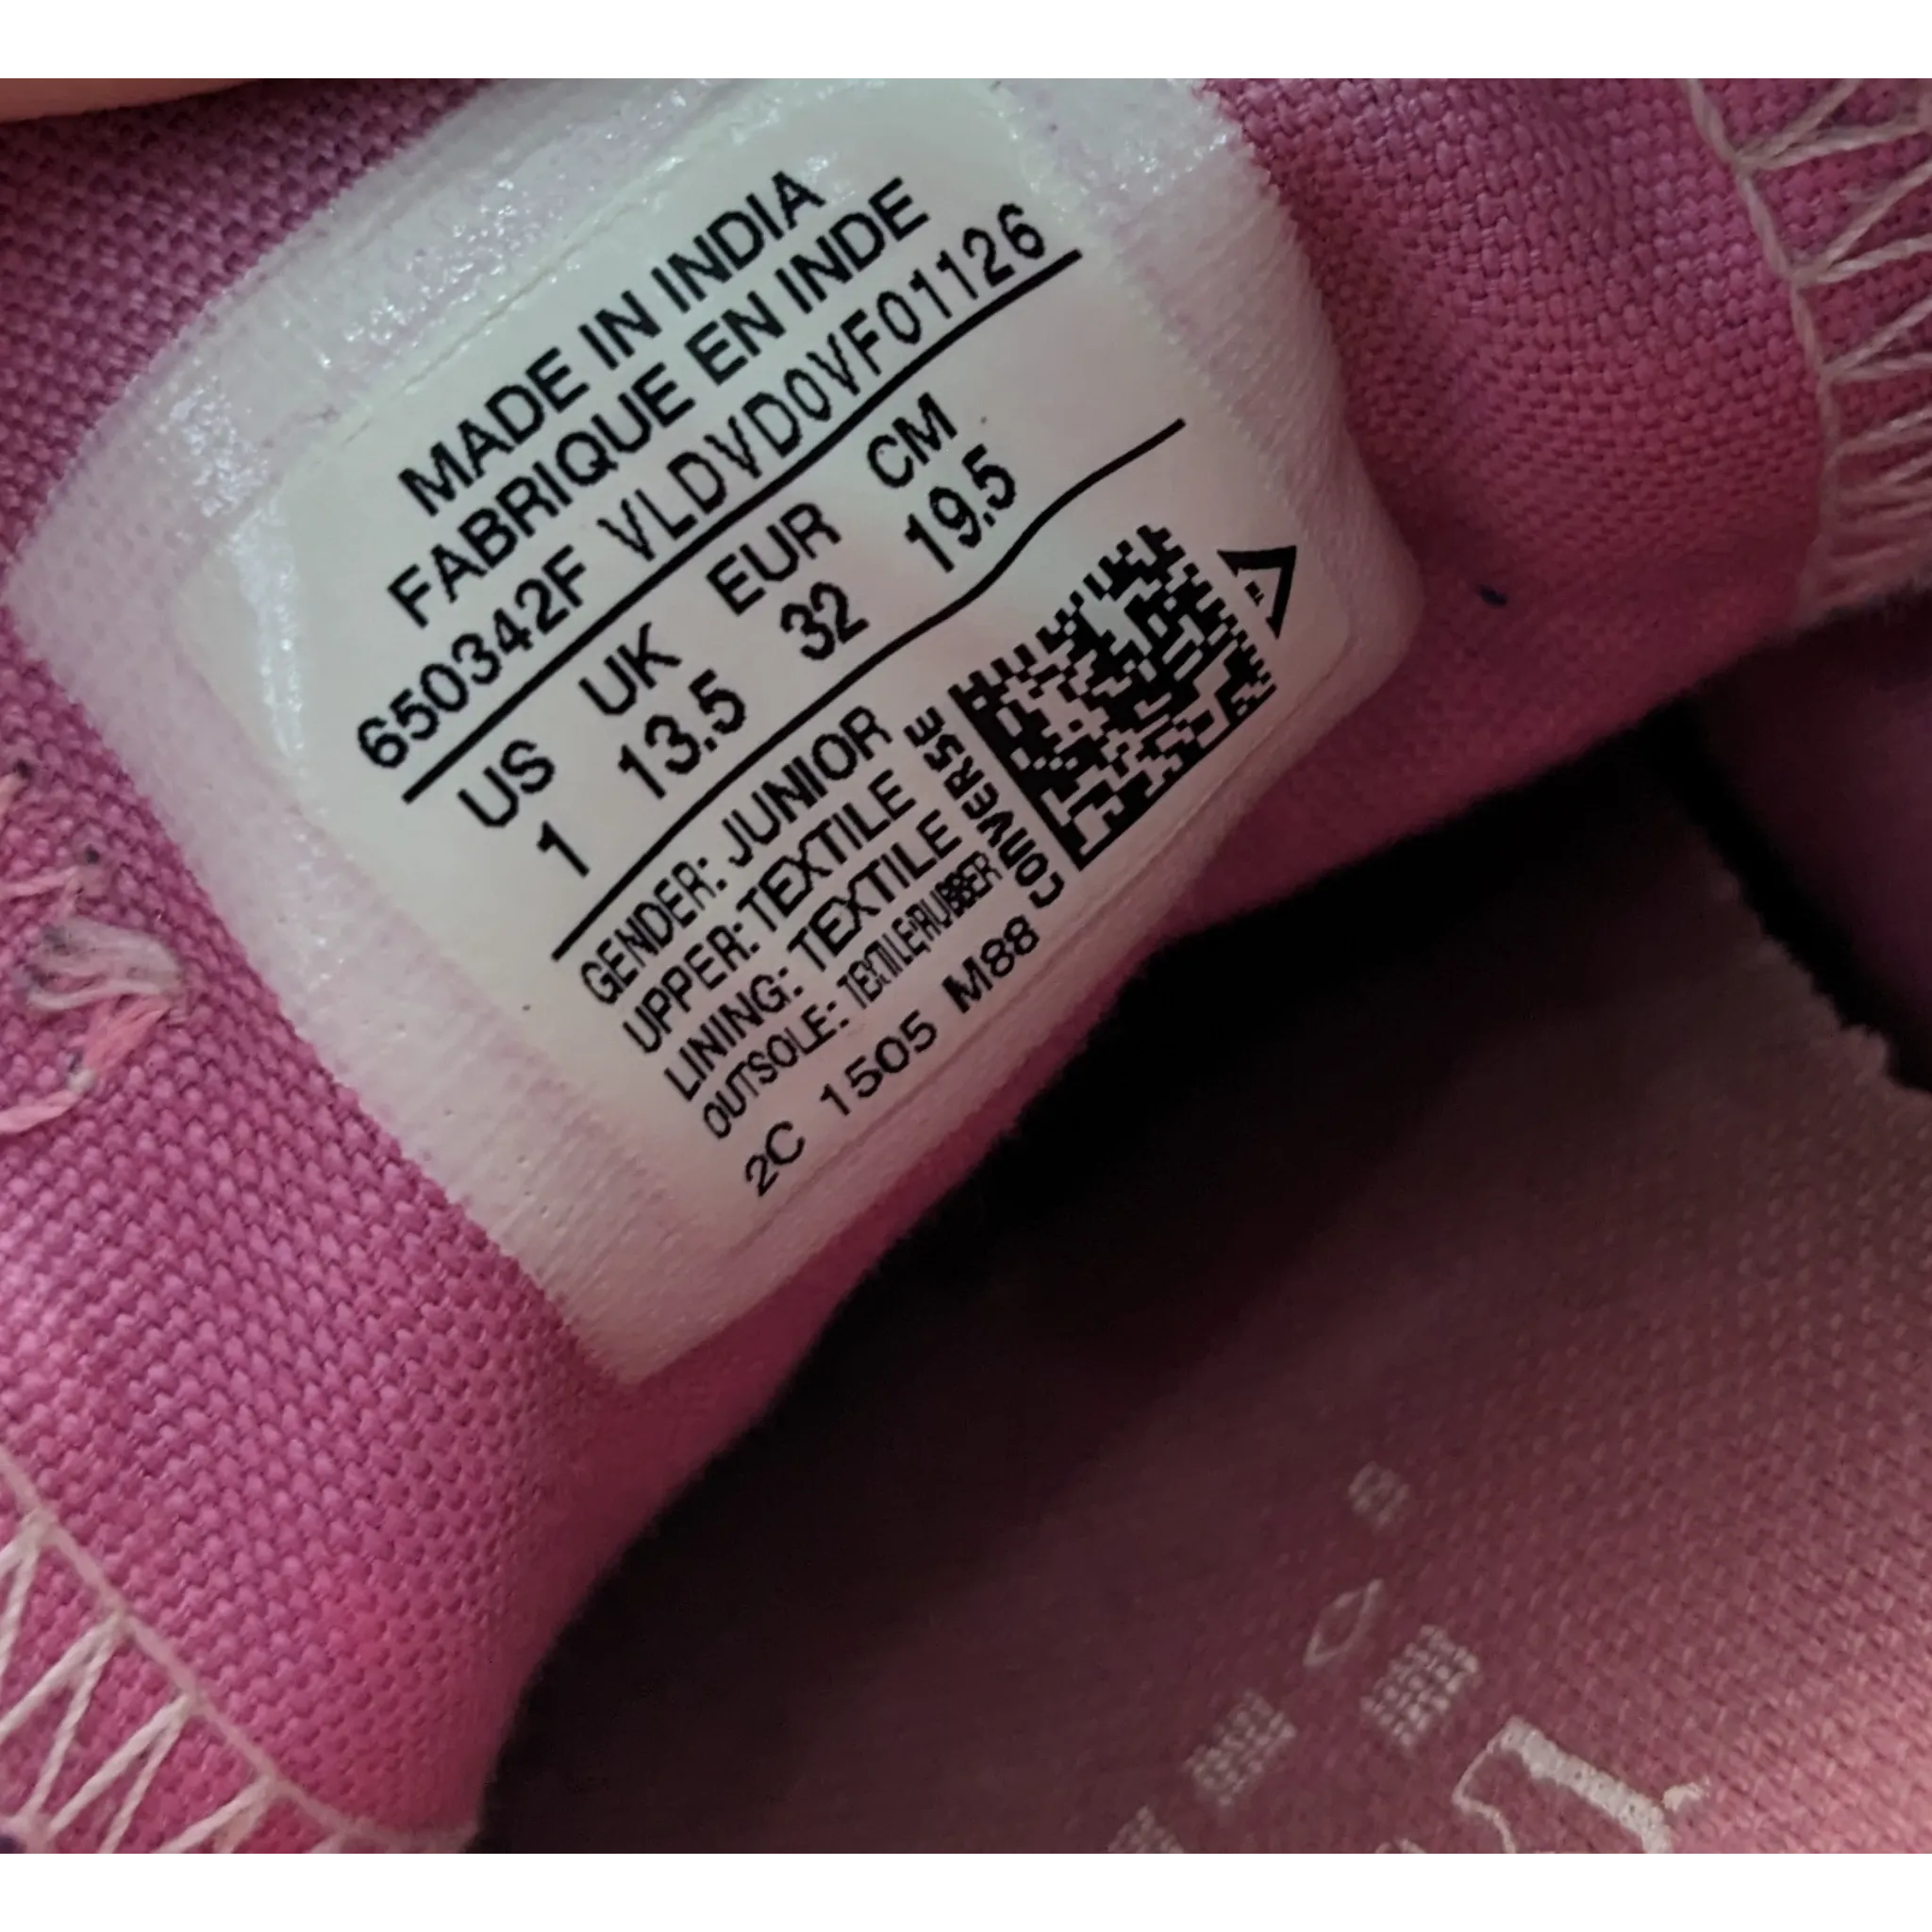 MADE IN INDIA
FABRIQUE EN INDE
650342F VLDVD0VF01126
US UK EUR CM
1 13.5 32 19.5
GENDER: JUNIOR
UPPER: TEXTILE
LINING: TEXTILE
OUTSOLE: TEXTILE/RUBBER
2C 1505 M88
CONVERSE